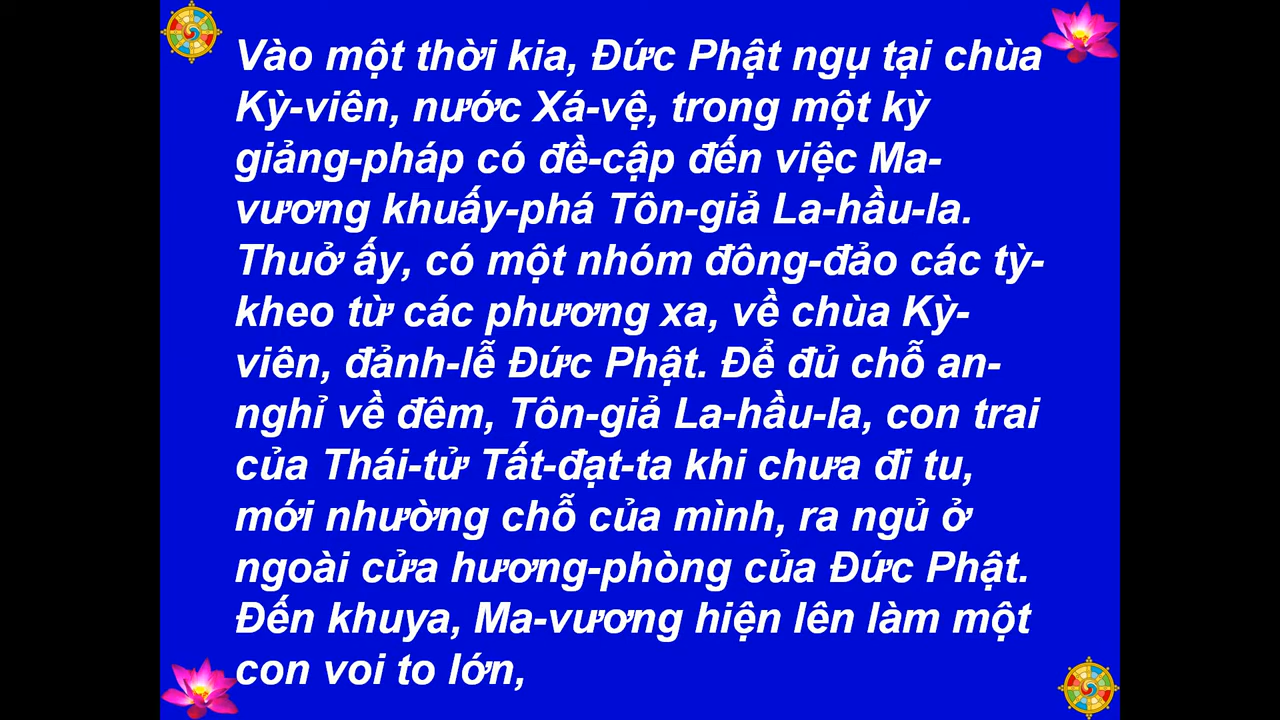 Vào một thời kia, Đức Phật ngụ tại chùa
Kỳ-viên, nước Xá-vệ, trong một kỳ
giảng-pháp có đề-cập đến việc Ma-
vương khuấy-phá Tôn-giả La-hầu-la.
Thuở ấy, có một nhóm đông-đảo các tỳ-
kheo từ các phương xa, về chùa Kỳ-
viên, đảnh-lễ Đức Phật. Để đủ chỗ an-
nghỉ về đêm, Tôn-giả La-hầu-la, con trai
của Thái-tử Tất-đạt-ta khi chưa đi tu,
mới nhường chỗ của mình, ra ngủ ở
ngoài cửa hương-phòng của Đức Phật.
Đến khuya, Ma-vương hiện lên làm một
con voi to lớn,